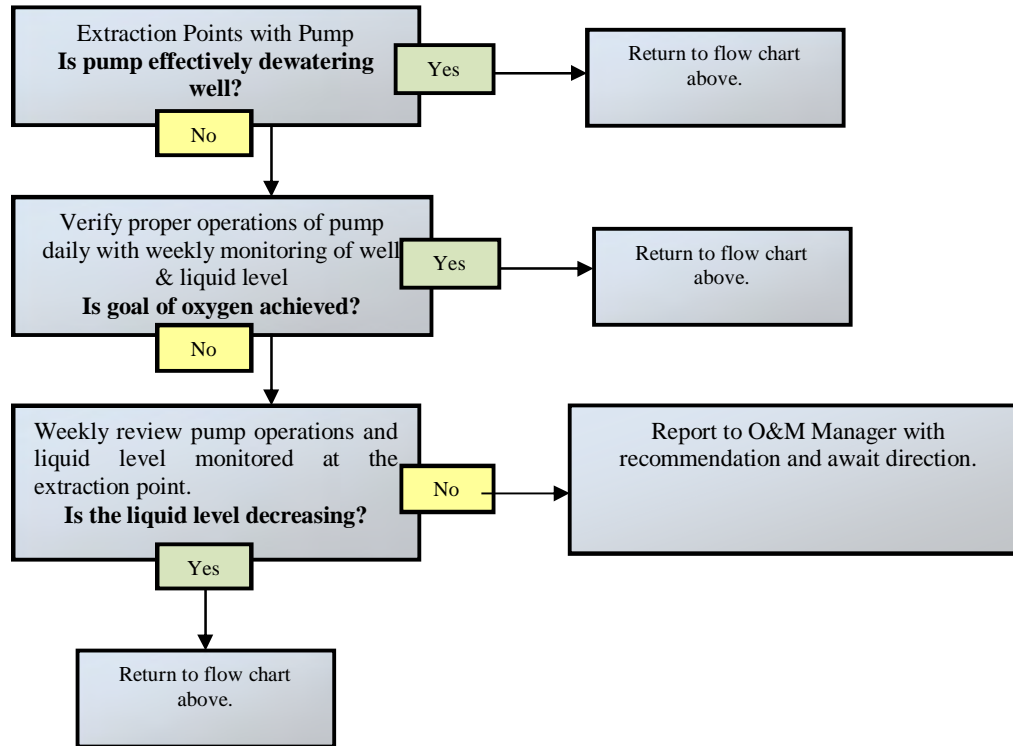 Extraction Points with Pump
Is pump effectively dewatering
well?
Yes
Return to flow chart
above.
No
Verify proper operations of pump
daily with weekly monitoring of well
& liquid level
Is goal of oxygen achieved?
Yes
Return to flow chart
above.
No
Weekly review pump operations and
liquid level monitored at the
extraction point.
Is the liquid level decreasing?
No
Report to O&M Manager with
recommendation and await direction.
Yes
Return to flow chart
above.